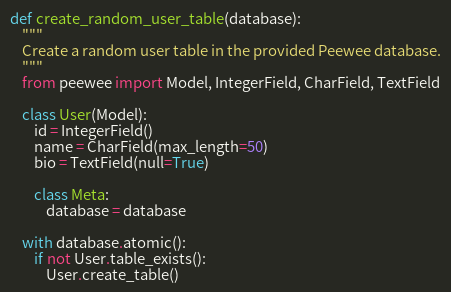 def create_random_user_table(database):
    """
    Create a random user table in the provided Peewee database.
    """
    from peewee import Model, IntegerField, CharField, TextField

    class User(Model):
        id = IntegerField()
        name = CharField(max_length=50)
        bio = TextField(null=True)

        class Meta:
            database = database

    with database.atomic():
        if not User.table_exists():
            User.create_table()